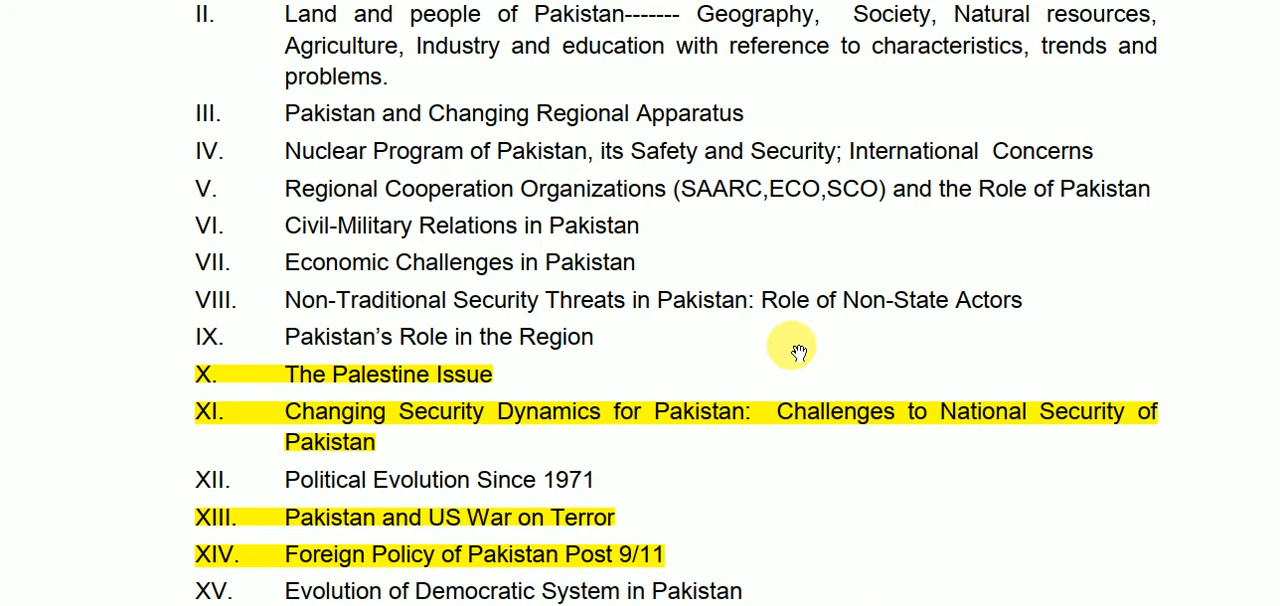 II. Land and people of Pakistan------- Geography, Society, Natural resources,
Agriculture, Industry and education with reference to characteristics, trends and
problems.
III. Pakistan and Changing Regional Apparatus
IV. Nuclear Program of Pakistan, its Safety and Security; International Concerns
V. Regional Cooperation Organizations (SAARC,ECO,SCO) and the Role of Pakistan
VI. Civil-Military Relations in Pakistan
VII. Economic Challenges in Pakistan
VIII. Non-Traditional Security Threats in Pakistan: Role of Non-State Actors
IX. Pakistan’s Role in the Region
X. The Palestine Issue
XI. Changing Security Dynamics for Pakistan: Challenges to National Security of
Pakistan
XII. Political Evolution Since 1971
XIII. Pakistan and US War on Terror
XIV. Foreign Policy of Pakistan Post 9/11
XV. Evolution of Democratic System in Pakistan